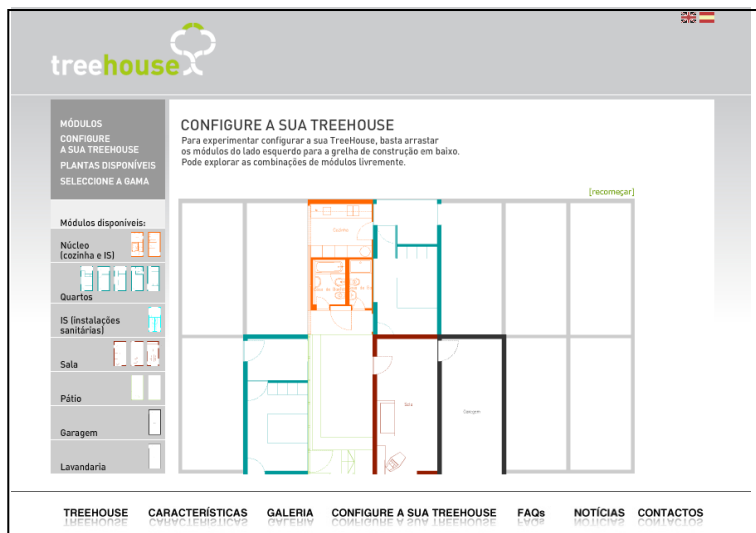 treehouse
MÓDULOS
CONFIGURE
A SUA TREEHOUSE
PLANTAS DISPONÍVEIS
SELECCIONE A GAMA
CONFIGURE A SUA TREEHOUSE
Para experimentar configurar a sua TreeHouse, basta arrastar
os módulos do lado esquerdo para a grelha de construção em baixo.
Pode explorar as combinações de módulos livremente.
[recomeçar]
Módulos disponíveis:
Núcleo
(cozinha e IS)
Quartos
IS (instalações
sanitárias)
Sala
Pátio
Garagem
Lavandaria
Cozinha
Sala
Garagem
TREEHOUSE CARACTERÍSTICAS GALERIA CONFIGURE A SUA TREEHOUSE FAQs NOTÍCIAS CONTACTOS